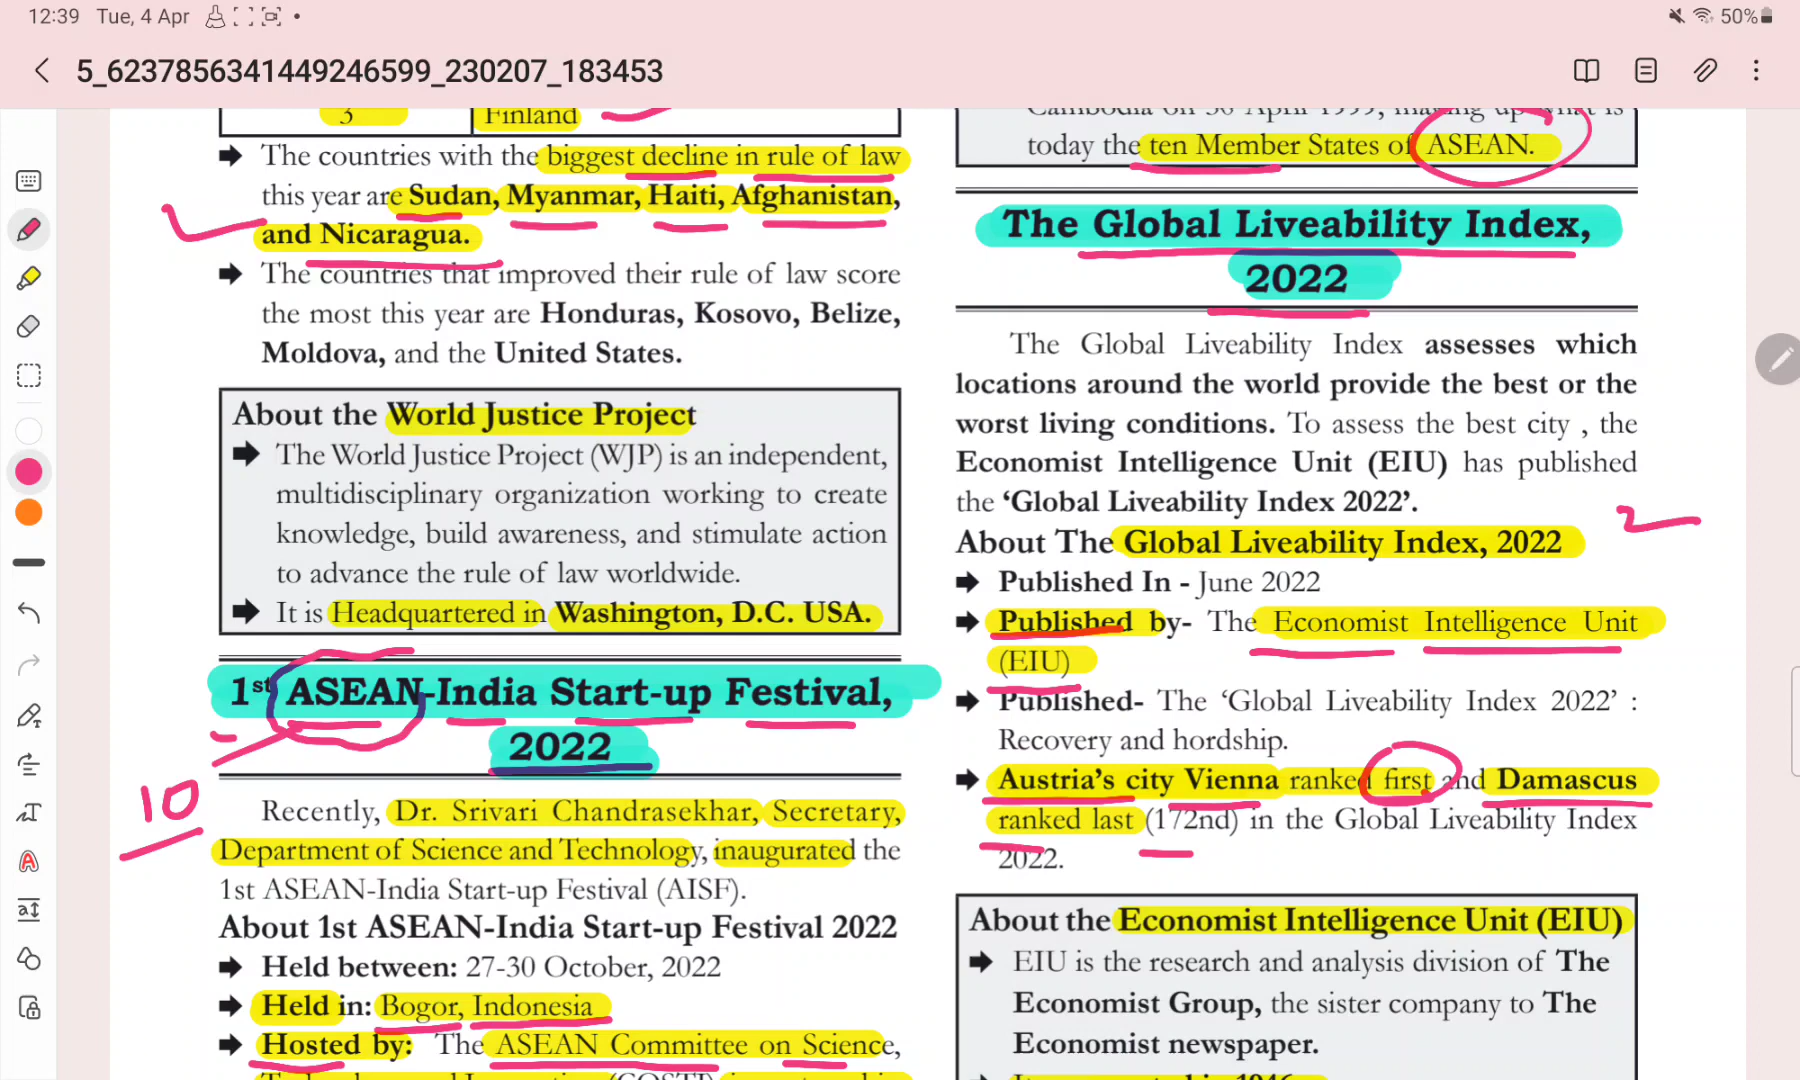 12:39 Tue, 4 Apr
50%
5_6237856341449246599_230207_183453
3 Finland
➔ The countries with the biggest decline in rule of law
this year are Sudan, Myanmar, Haiti, Afghanistan,
and Nicaragua.
➔ The countries that improved their rule of law score
the most this year are Honduras, Kosovo, Belize,
Moldova, and the United States.
About the World Justice Project
➔ The World Justice Project (WJP) is an independent,
multidisciplinary organization working to create
knowledge, build awareness, and stimulate action
to advance the rule of law worldwide.
➔ It is Headquartered in Washington, D.C. USA.
1st ASEAN-India Start-up Festival,
2022
10
Recently, Dr. Srivari Chandrasekhar, Secretary,
Department of Science and Technology, inaugurated the
1st ASEAN-India Start-up Festival (AISF).
About 1st ASEAN-India Start-up Festival 2022
➔ Held between: 27-30 October, 2022
➔ Held in: Bogor, Indonesia
➔ Hosted by: The ASEAN Committee on Science,
Cambodia on 30 April 1999, making up what is
today the ten Member States of ASEAN.
The Global Liveability Index,
2022
The Global Liveability Index assesses which
locations around the world provide the best or the
worst living conditions. To assess the best city , the
Economist Intelligence Unit (EIU) has published
the ‘Global Liveability Index 2022’.
About The Global Liveability Index, 2022
➔ Published In - June 2022
➔ Published by- The Economist Intelligence Unit
(EIU)
➔ Published- The ‘Global Liveability Index 2022’ :
Recovery and hordship.
➔ Austria’s city Vienna ranked first and Damascus
ranked last (172nd) in the Global Liveability Index
2022.
About the Economist Intelligence Unit (EIU)
➔ EIU is the research and analysis division of The
Economist Group, the sister company to The
Economist newspaper.